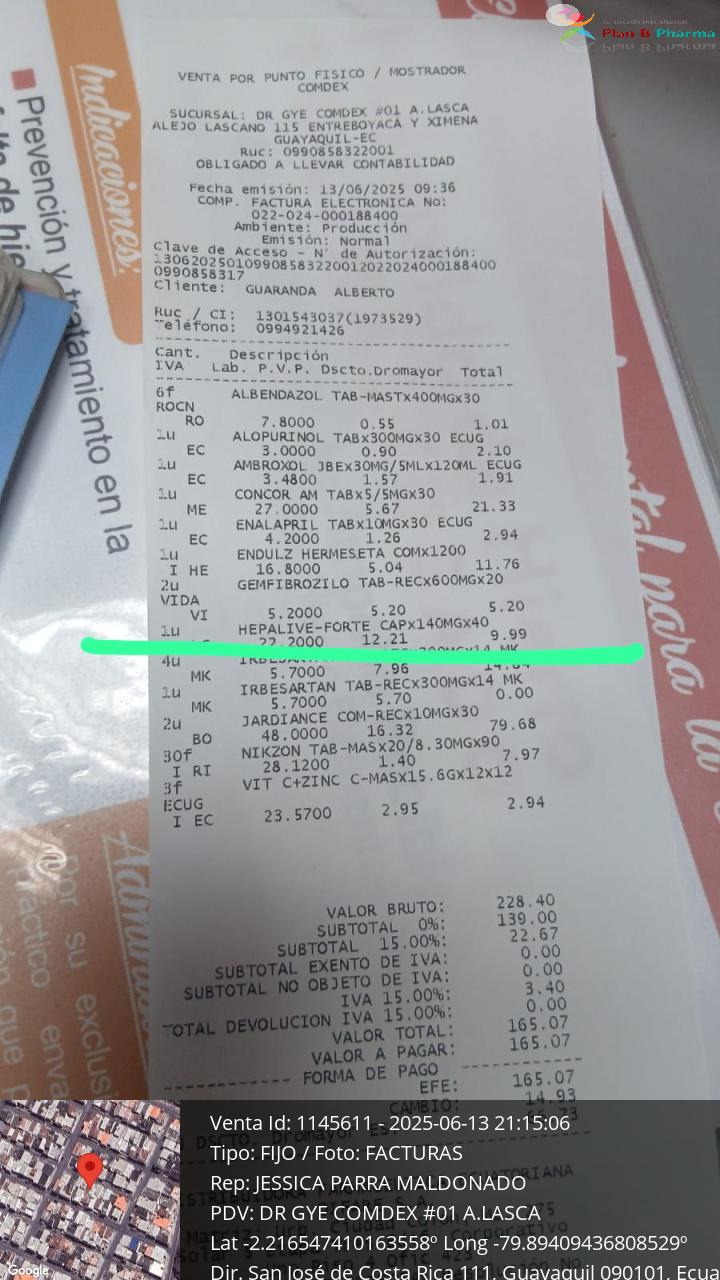 Su solución más efectiva!
Plan B Pharma
VENTA POR PUNTO FISICO / MOSTRADOR
COMDEX
SUCURSAL: DR GYE COMDEX #01 A.LASCA
ALEJO LASCANO 115 ENTREBOYACA Y XIMENA
GUAYAQUIL-EC
Ruc: 0990858322001
OBLIGADO A LLEVAR CONTABILIDAD
Fecha emisión: 13/06/2025 09:36
COMP. FACTURA ELECTRONICA No:
022-024-000188400
Ambiente: Producción
Emisión: Normal
Clave de Acceso - N° de Autorización:
130620250109908583220012022024000188400
0990858317
Cliente: GUARANDA ALBERTO
Ruc / CI: 1301543037(1973529)
Teléfono: 0994921426
Cant. Descripción
IVA Lab. P.V.P. Dscto.Dromayor Total
6f ALBENDAZOL TAB-MASTx400MGx30
ROCN
RO 7.8000 0.55 1.01
1u ALOPURINOL TABx300MGx30 ECUG
EC 3.0000 0.90 2.10
1u AMBROXOL JBEx30MG/5MLx120ML ECUG
EC 3.4800 1.57 1.91
1u CONCOR AM TABx5/5MGx30
ME 27.0000 5.67 21.33
1u ENALAPRIL TABx10MGx30 ECUG
EC 4.2000 1.26 2.94
1u ENDULZ HERMESETA COMx1200
I HE 16.8000 5.04 11.76
2u GEMFIBROZILO TAB-RECx600MGx20
VIDA
VI 5.2000 5.20 5.20
1u HEPALIVE-FORTE CAPx140MGx40
22.2000 12.21 9.99
4u IRBESARTAN
MK 5.7000 7.96 14.84
1u IRBESARTAN TAB-RECx300MGx14 MK
MK 5.7000 5.70 0.00
2u JARDIANCE COM-RECx10MGx30
BO 48.0000 16.32 79.68
30f NIKZON TAB-MASx20/8.30MGx90
I RI 28.1200 1.40 7.97
3f VIT C+ZINC C-MASx15.6Gx12x12
ECUG
I EC 23.5700 2.95 2.94
VALOR BRUTO: 228.40
SUBTOTAL 0%: 139.00
SUBTOTAL 15.00%: 22.67
SUBTOTAL EXENTO DE IVA: 0.00
SUBTOTAL NO OBJETO DE IVA: 0.00
IVA 15.00%: 3.40
TOTAL DEVOLUCION IVA 15.00%: 0.00
VALOR TOTAL: 165.07
VALOR A PAGAR: 165.07
FORMA DE PAGO
EFE: 165.07
CAMBIO: 14.93
Indicaciones:
Prevención y tratamiento en la
falta de hie
Venta Id: 1145611 - 2025-06-13 21:15:06
Tipo: FIJO / Foto: FACTURAS
Rep: JESSICA PARRA MALDONADO
PDV: DR GYE COMDEX #01 A.LASCA
Lat -2.216547410163558º Long -79.89409436808529º
Dir. San José de Costa Rica 111, Guayaquil 090101, Ecua
Google